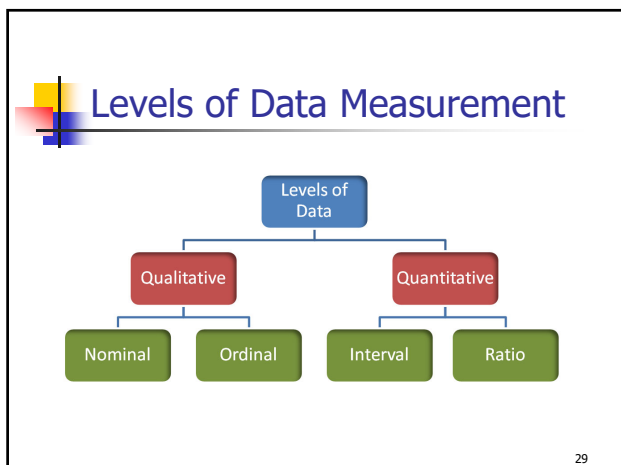 Levels of Data Measurement
Levels of
Data
Qualitative
Quantitative
Nominal
Ordinal
Interval
Ratio
29